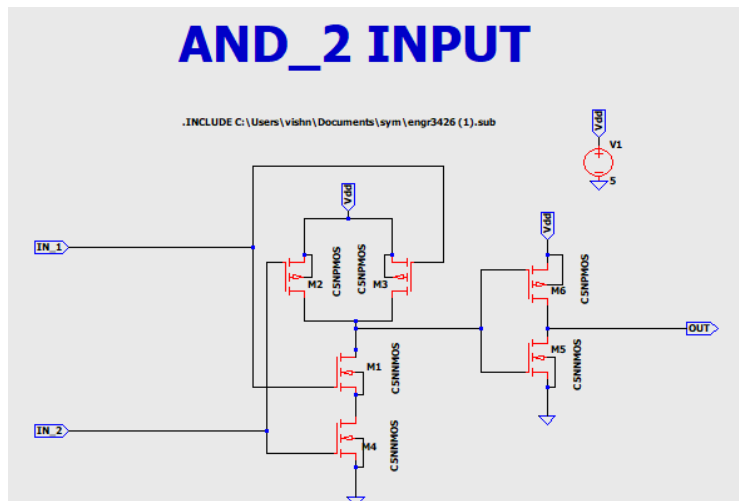 AND_2 INPUT
.INCLUDE C:\Users\vishn\Documents\sym\engr3426 (1).sub
Vdd
V1
5
Vdd
Vdd
IN_1
M2
C5NPMOS
C5NPMOS
M3
M6
C5NPMOS
OUT
M1
C5NNMOS
M5
C5NNMOS
IN_2
M4
C5NNMOS